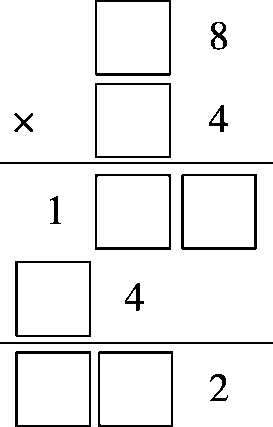 □ 8
× □ 4
1 □ □
□ 4
□ □ 2